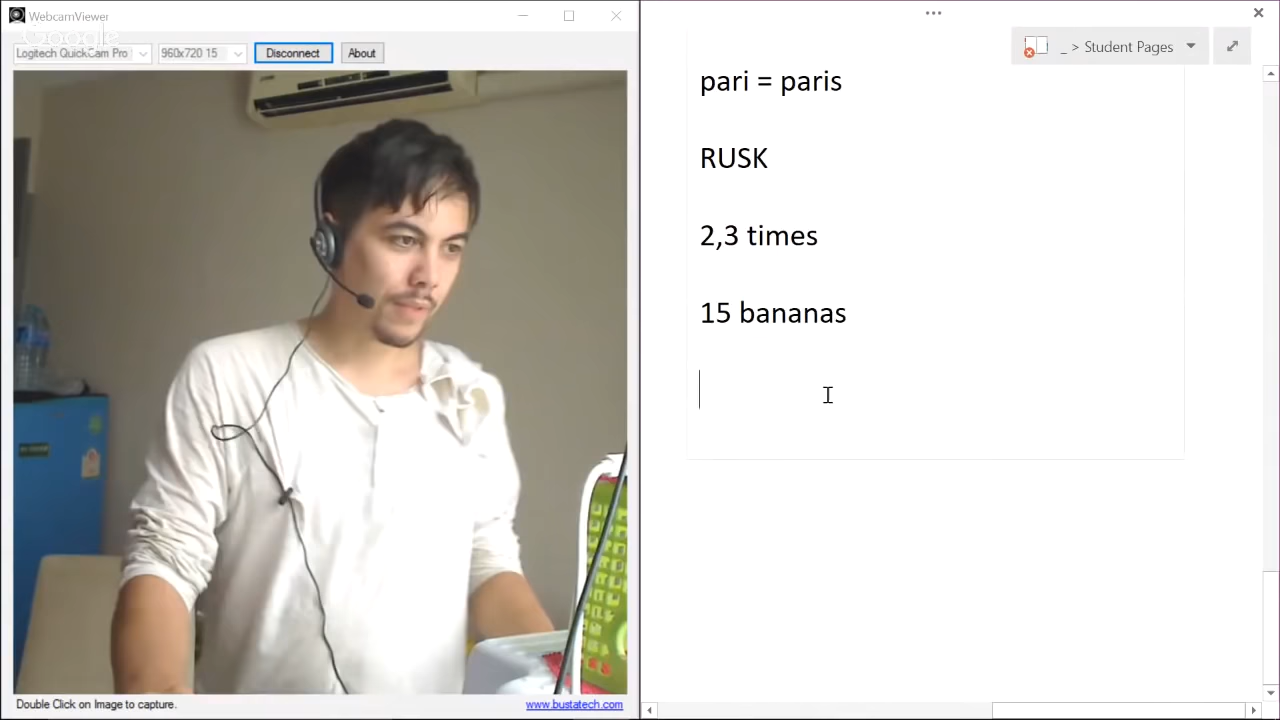 WebcamViewer
Google
Logitech QuickCam Pro
960x720 15
Disconnect
About
Double Click on Image to capture.
www.bustatech.com
_ > Student Pages
pari = paris
RUSK
2,3 times
15 bananas